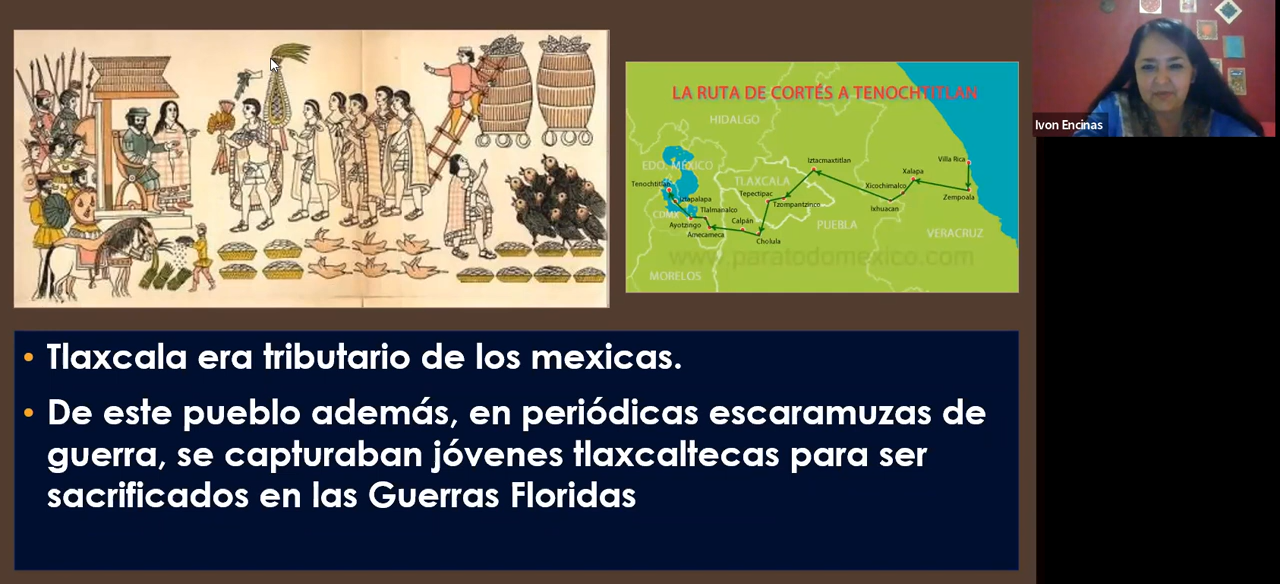 LA RUTA DE CORTÉS A TENOCHTITLAN
HIDALGO
EDO. MÉXICO
TLAXCALA
CDMX
PUEBLA
VERACRUZ
MORELOS
Villa Rica
Zempoala
Xalapa
Xicochimalco
Ixhuacan
Iztacmaxtitlan
Tzompantzinco
Tepectipac
Cholula
Calpán
Amecameca
Tlalmanalco
Ayotzingo
Iztapalapa
Tenochtitlan
www.paratodomexico.com
Ivon Encinas
• Tlaxcala era tributario de los mexicas.
• De este pueblo además, en periódicas escaramuzas de
guerra, se capturaban jóvenes tlaxcaltecas para ser
sacrificados en las Guerras Floridas